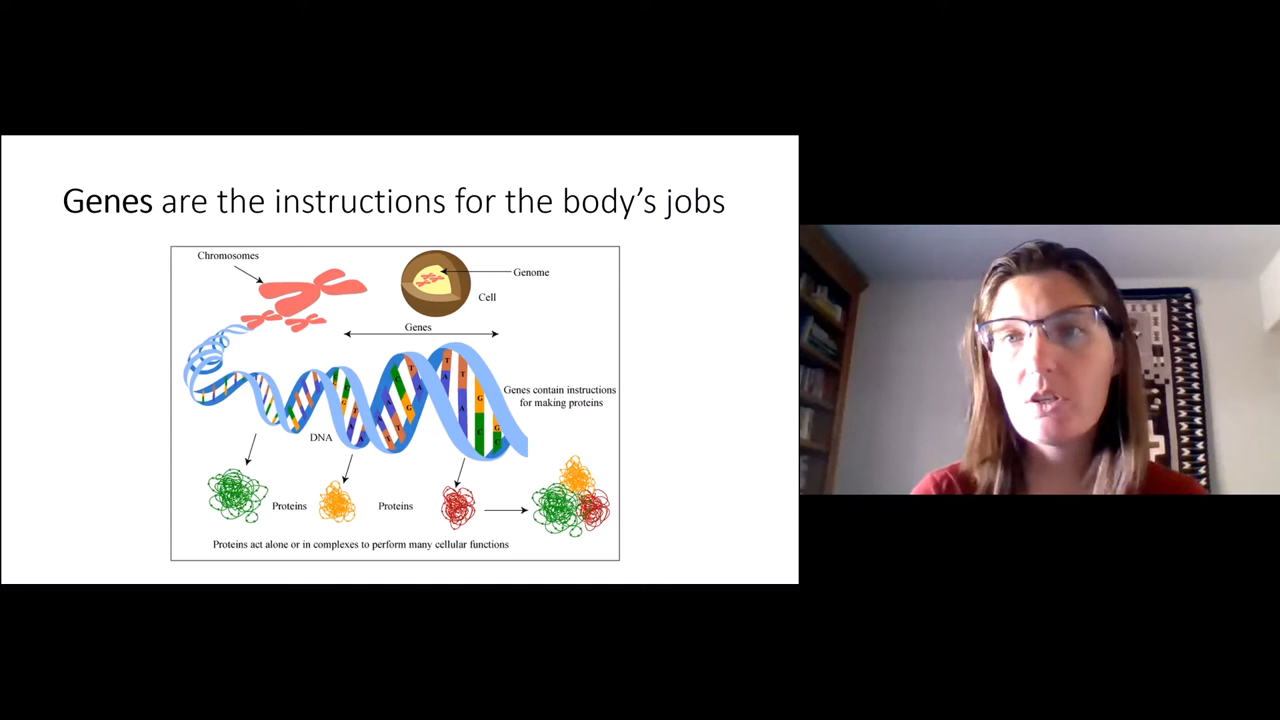 Genes are the instructions for the body’s jobs
Chromosomes
Genome
Cell
Genes
Genes contain instructions
for making proteins
DNA
Proteins
Proteins
Proteins act alone or in complexes to perform many cellular functions